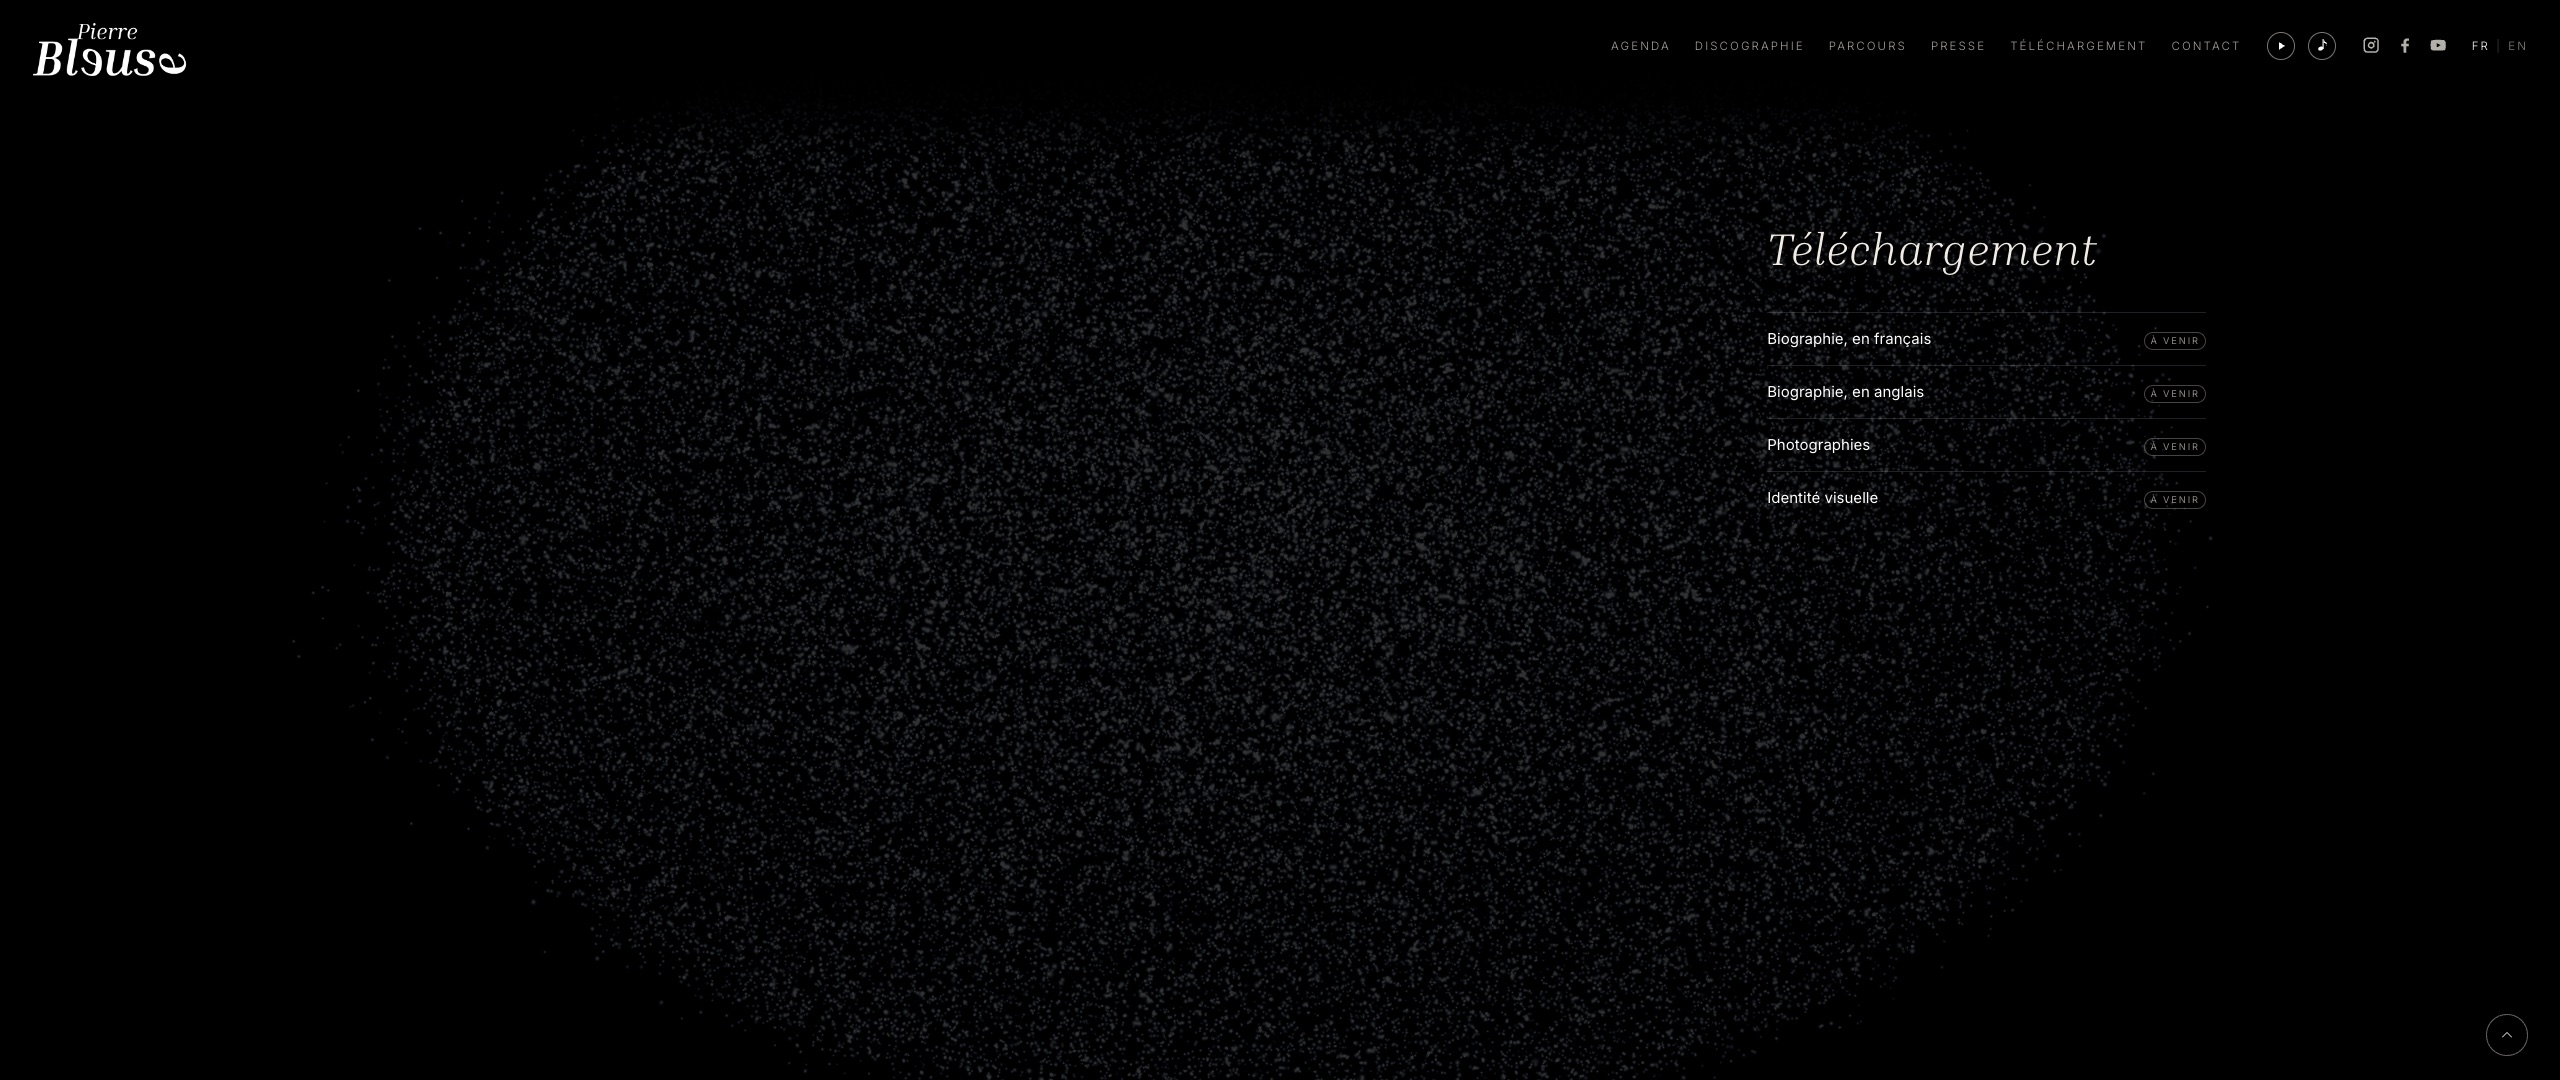 Pierre
Bleuse
AGENDA DISCOGRAPHIE PARCOURS PRESSE TÉLÉCHARGEMENT CONTACT FR | EN
Téléchargement
Biographie, en français À VENIR
Biographie, en anglais À VENIR
Photographies À VENIR
Identité visuelle À VENIR